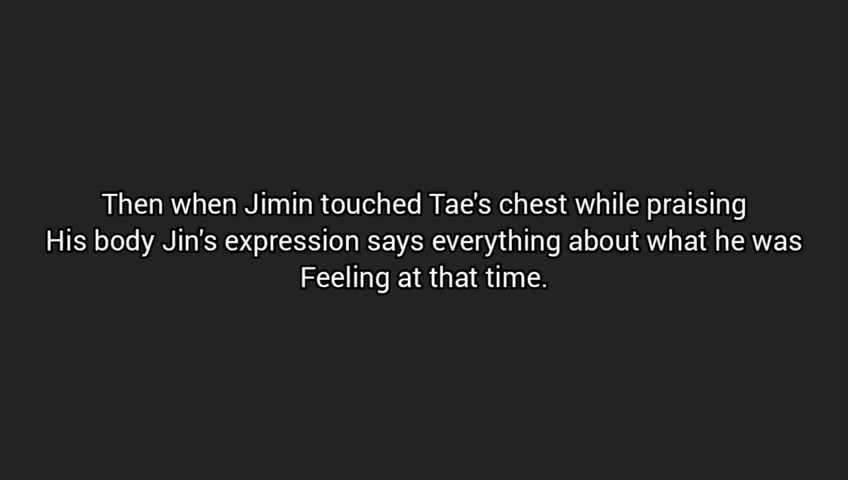 Then when Jimin touched Tae's chest while praising
His body Jin's expression says everything about what he was
Feeling at that time.